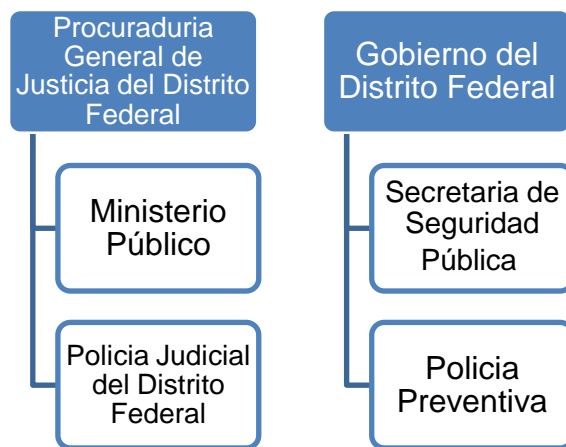 Procuraduria
General de
Justicia del Distrito
Federal
Ministerio
Público
Policia Judicial
del Distrito
Federal
Gobierno del
Distrito Federal
Secretaria de
Seguridad
Pública
Policia
Preventiva